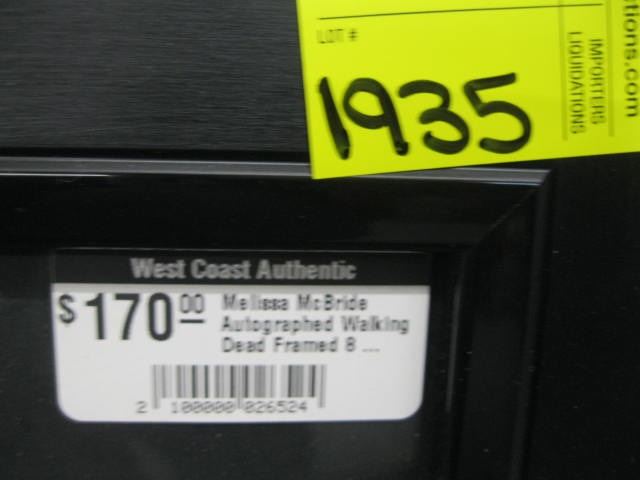 LOT #
1935
tions.com
IMPORTERS
LIQUIDATIONS
West Coast Authentic
$170.00
Melissa McBride
Autographed Walking
Dead Framed 8 ...
2 100000 026524